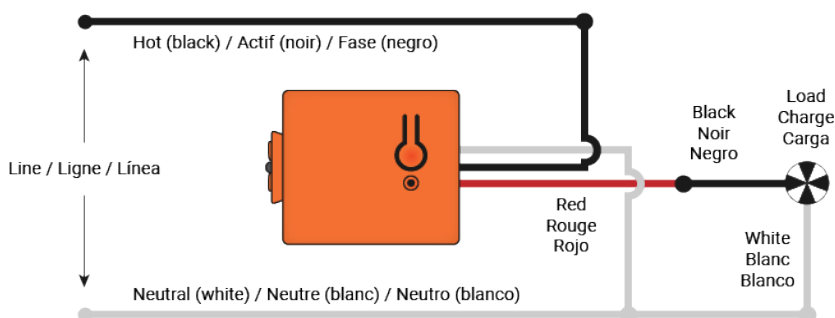 Hot (black) / Actif (noir) / Fase (negro)
Line / Ligne / Línea
Black
Noir
Negro
Load
Charge
Carga
Red
Rouge
Rojo
White
Blanc
Blanco
Neutral (white) / Neutre (blanc) / Neutro (blanco)